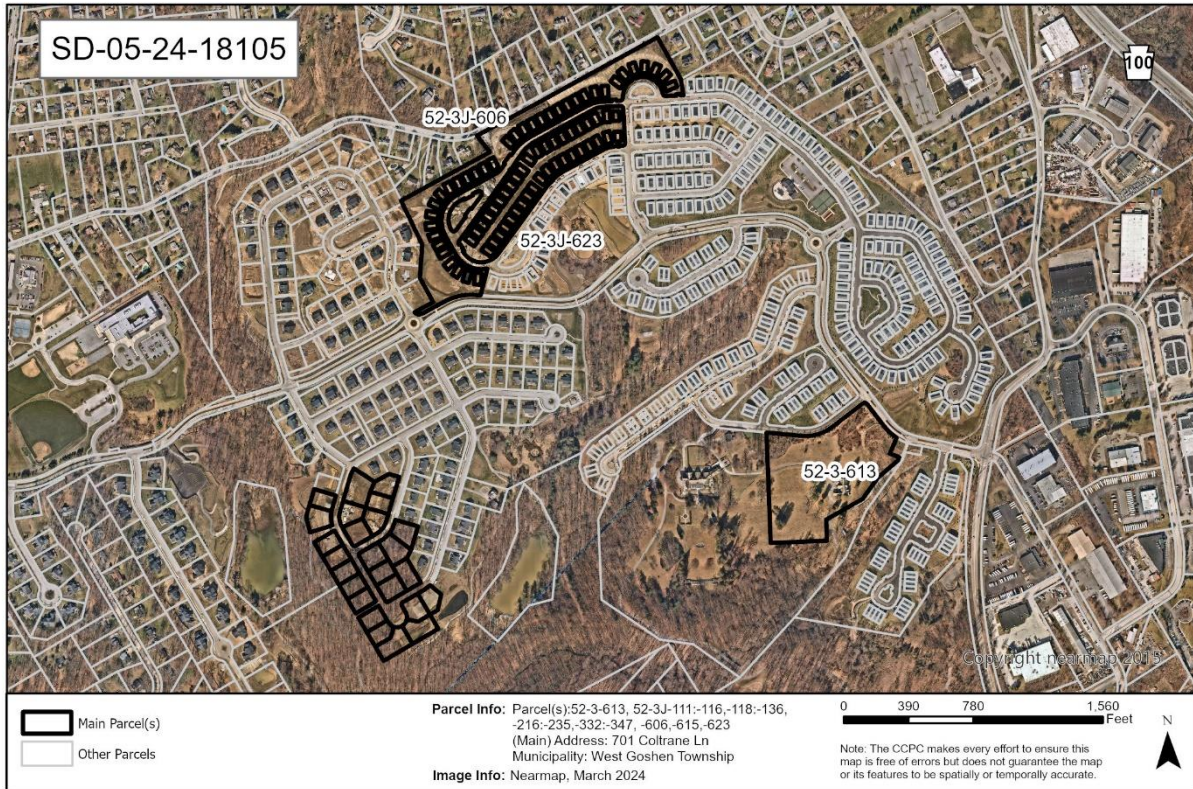 SD-05-24-18105
100
52-3J-606
52-3J-623
52-3-613
Copyright nearmap 2015
Main Parcel(s)
Other Parcels
Parcel Info: Parcel(s):52-3-613, 52-3J-111:-116,-118:-136,
-216:-235,-332:-347, -606,-615,-623
(Main) Address: 701 Coltrane Ln
Municipality: West Goshen Township
Image Info: Nearmap, March 2024
0 390 780 1,560
Feet
N
Note: The CCPC makes every effort to ensure this
map is free of errors but does not guarantee the map
or its features to be spatially or temporally accurate.